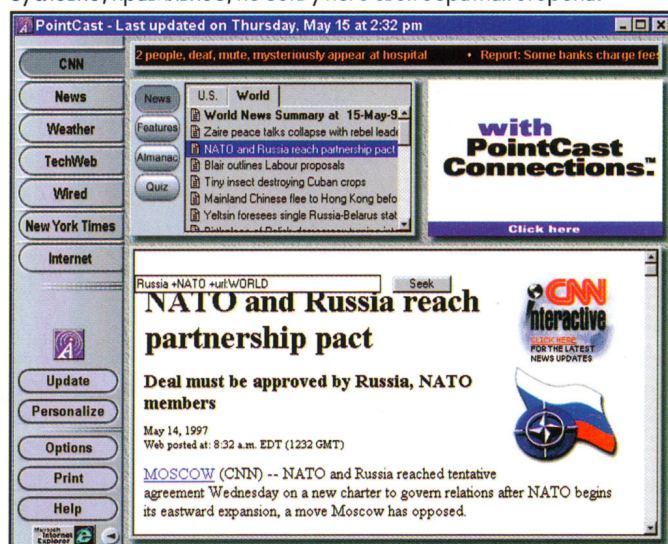 PointCast - Last updated on Thursday, May 15 at 2:32 pm
CNN
News
Weather
TechWeb
Wired
New York Times
Internet
Update
Personalize
Options
Print
Help
Microsoft Internet Explorer
2 people, deaf, mute, mysteriously appear at hospital • Report: Some banks charge fees
News
Features
Almanac
Quiz
U.S. World
World News Summary at 15-May-9
Zaire peace talks collapse with rebel leade
NATO and Russia reach partnership pact
Blair outlines Labour proposals
Tiny insect destroying Cuban crops
Mainland Chinese flee to Hong Kong befo
Yeltsin foresees single Russia-Belarus stat
with
PointCast
Connections.™
Click here
Russia +NATO +url:WORLD Seek
NATO and Russia reach
partnership pact
CNN
Interactive
CLICK HERE
FOR THE LATEST
NEWS UPDATES
Deal must be approved by Russia, NATO
members
May 14, 1997
Web posted at: 8:32 a.m. EDT (1232 GMT)
MOSCOW (CNN) -- NATO and Russia reached tentative
agreement Wednesday on a new charter to govern relations after NATO begins
its eastward expansion, a move Moscow has opposed.